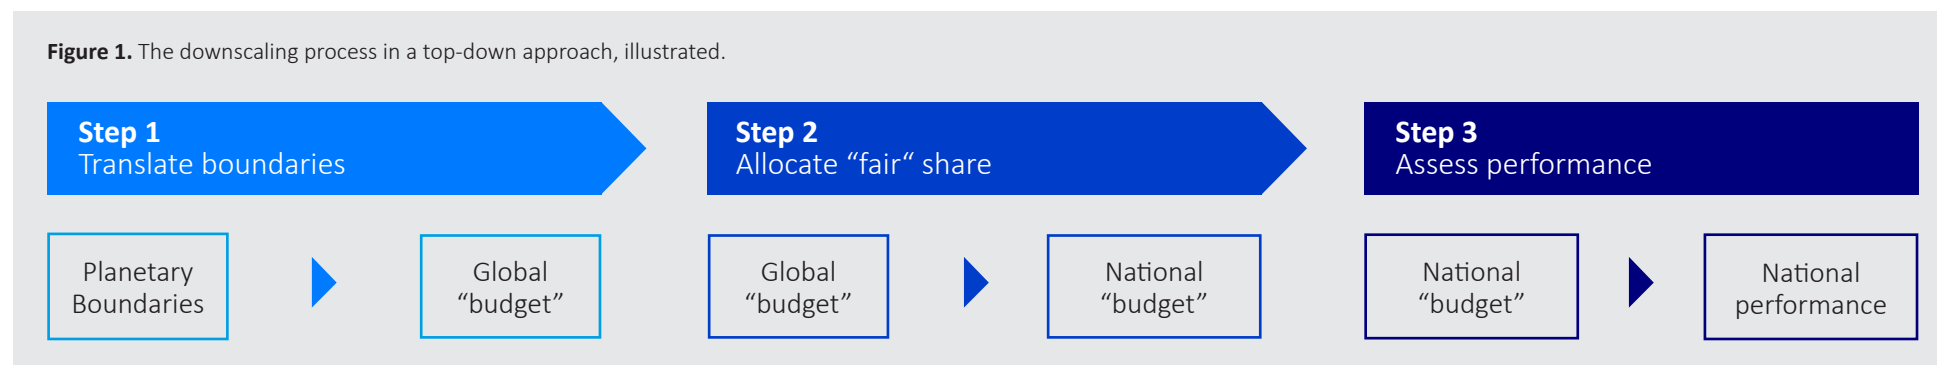 Figure 1. The downscaling process in a top-down approach, illustrated.
Step 1
Translate boundaries
Step 2
Allocate “fair“ share
Step 3
Assess performance
Planetary
Boundaries
Global
“budget”
Global
“budget”
National
“budget”
National
“budget”
National
performance